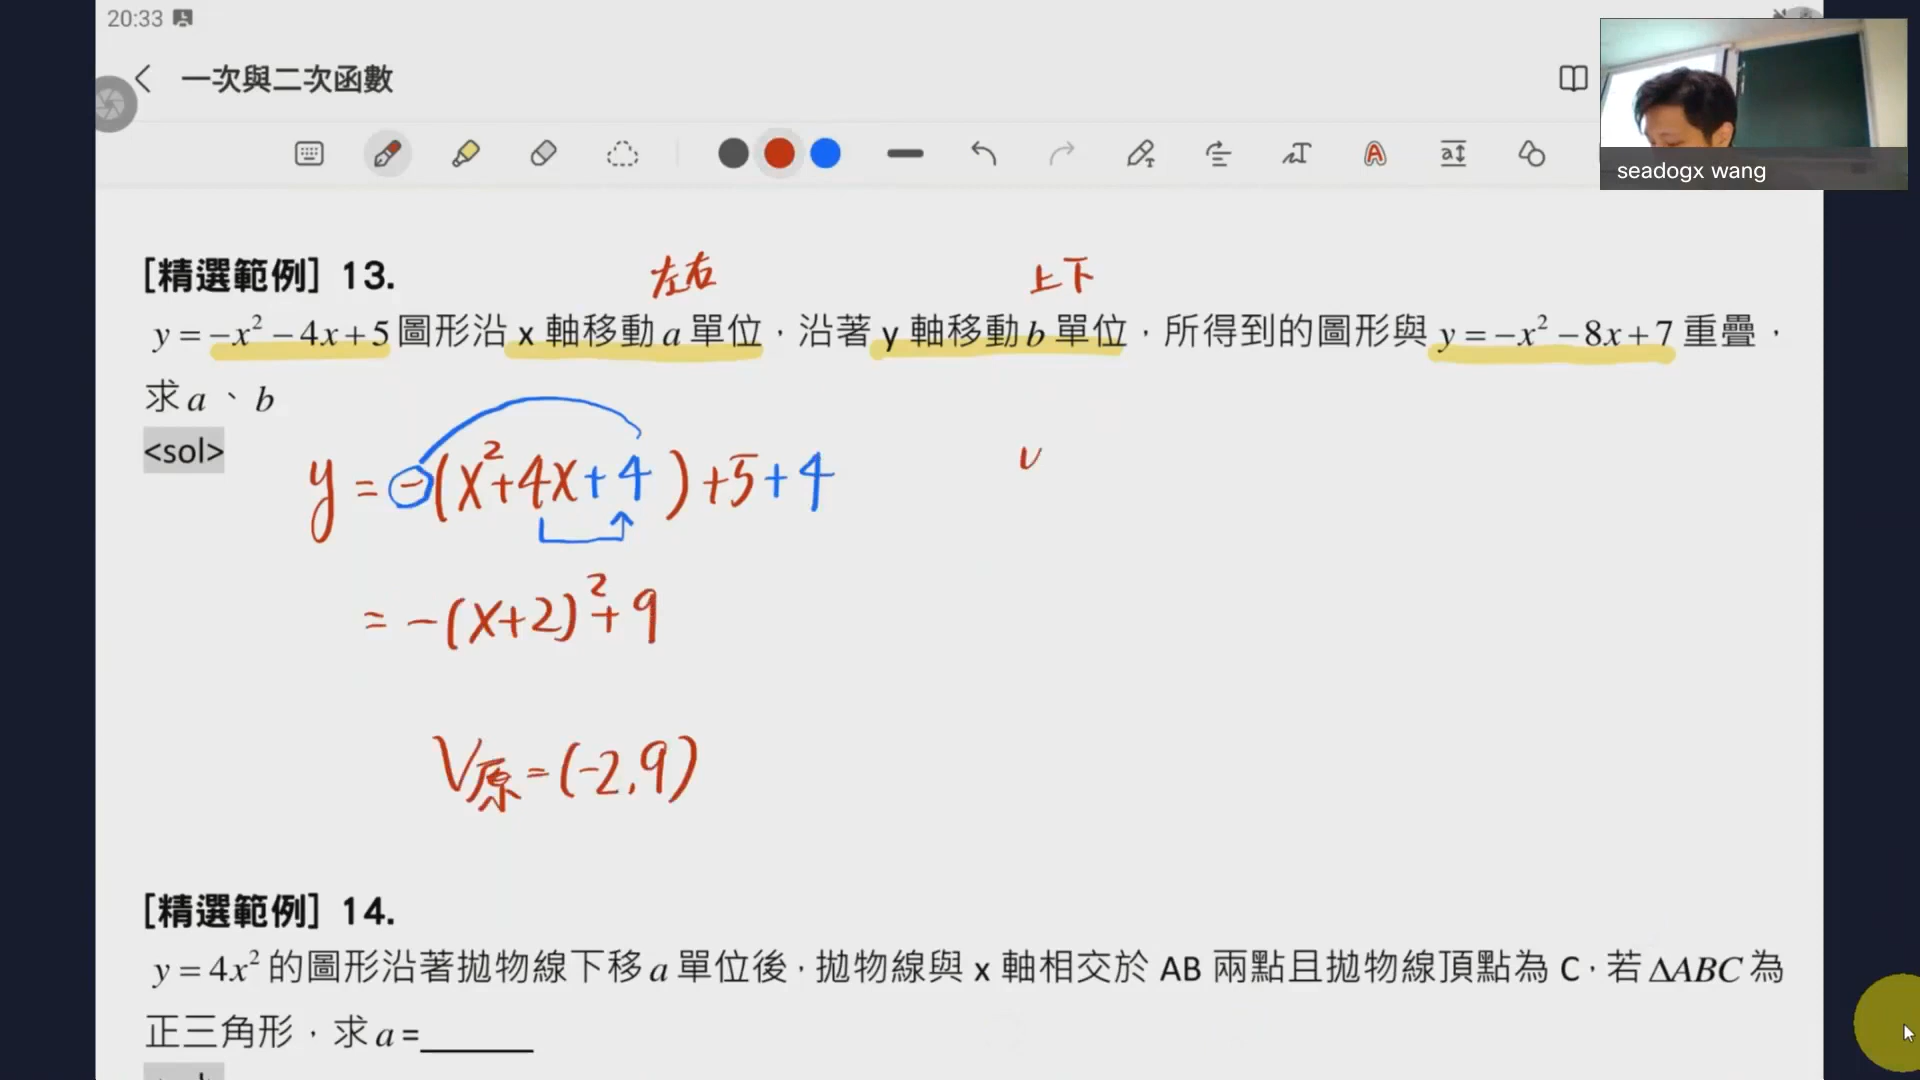 20:33
一次與二次函數
seadogx wang
[精選範例] 13.
左右
上下
y = −x² − 4x + 5 圖形沿 x 軸移動 a 單位，沿著 y 軸移動 b 單位，所得到的圖形與 y = −x² − 8x + 7 重疊，
求 a、b
<sol>
y = -(x²+4x+4)+5+4
= -(x+2)²+9
V原=(-2,9)
[精選範例] 14.
y = 4x² 的圖形沿著拋物線下移 a 單位後，拋物線與 x 軸相交於 AB 兩點且拋物線頂點為 C，若 ΔABC 為
正三角形，求 a =______